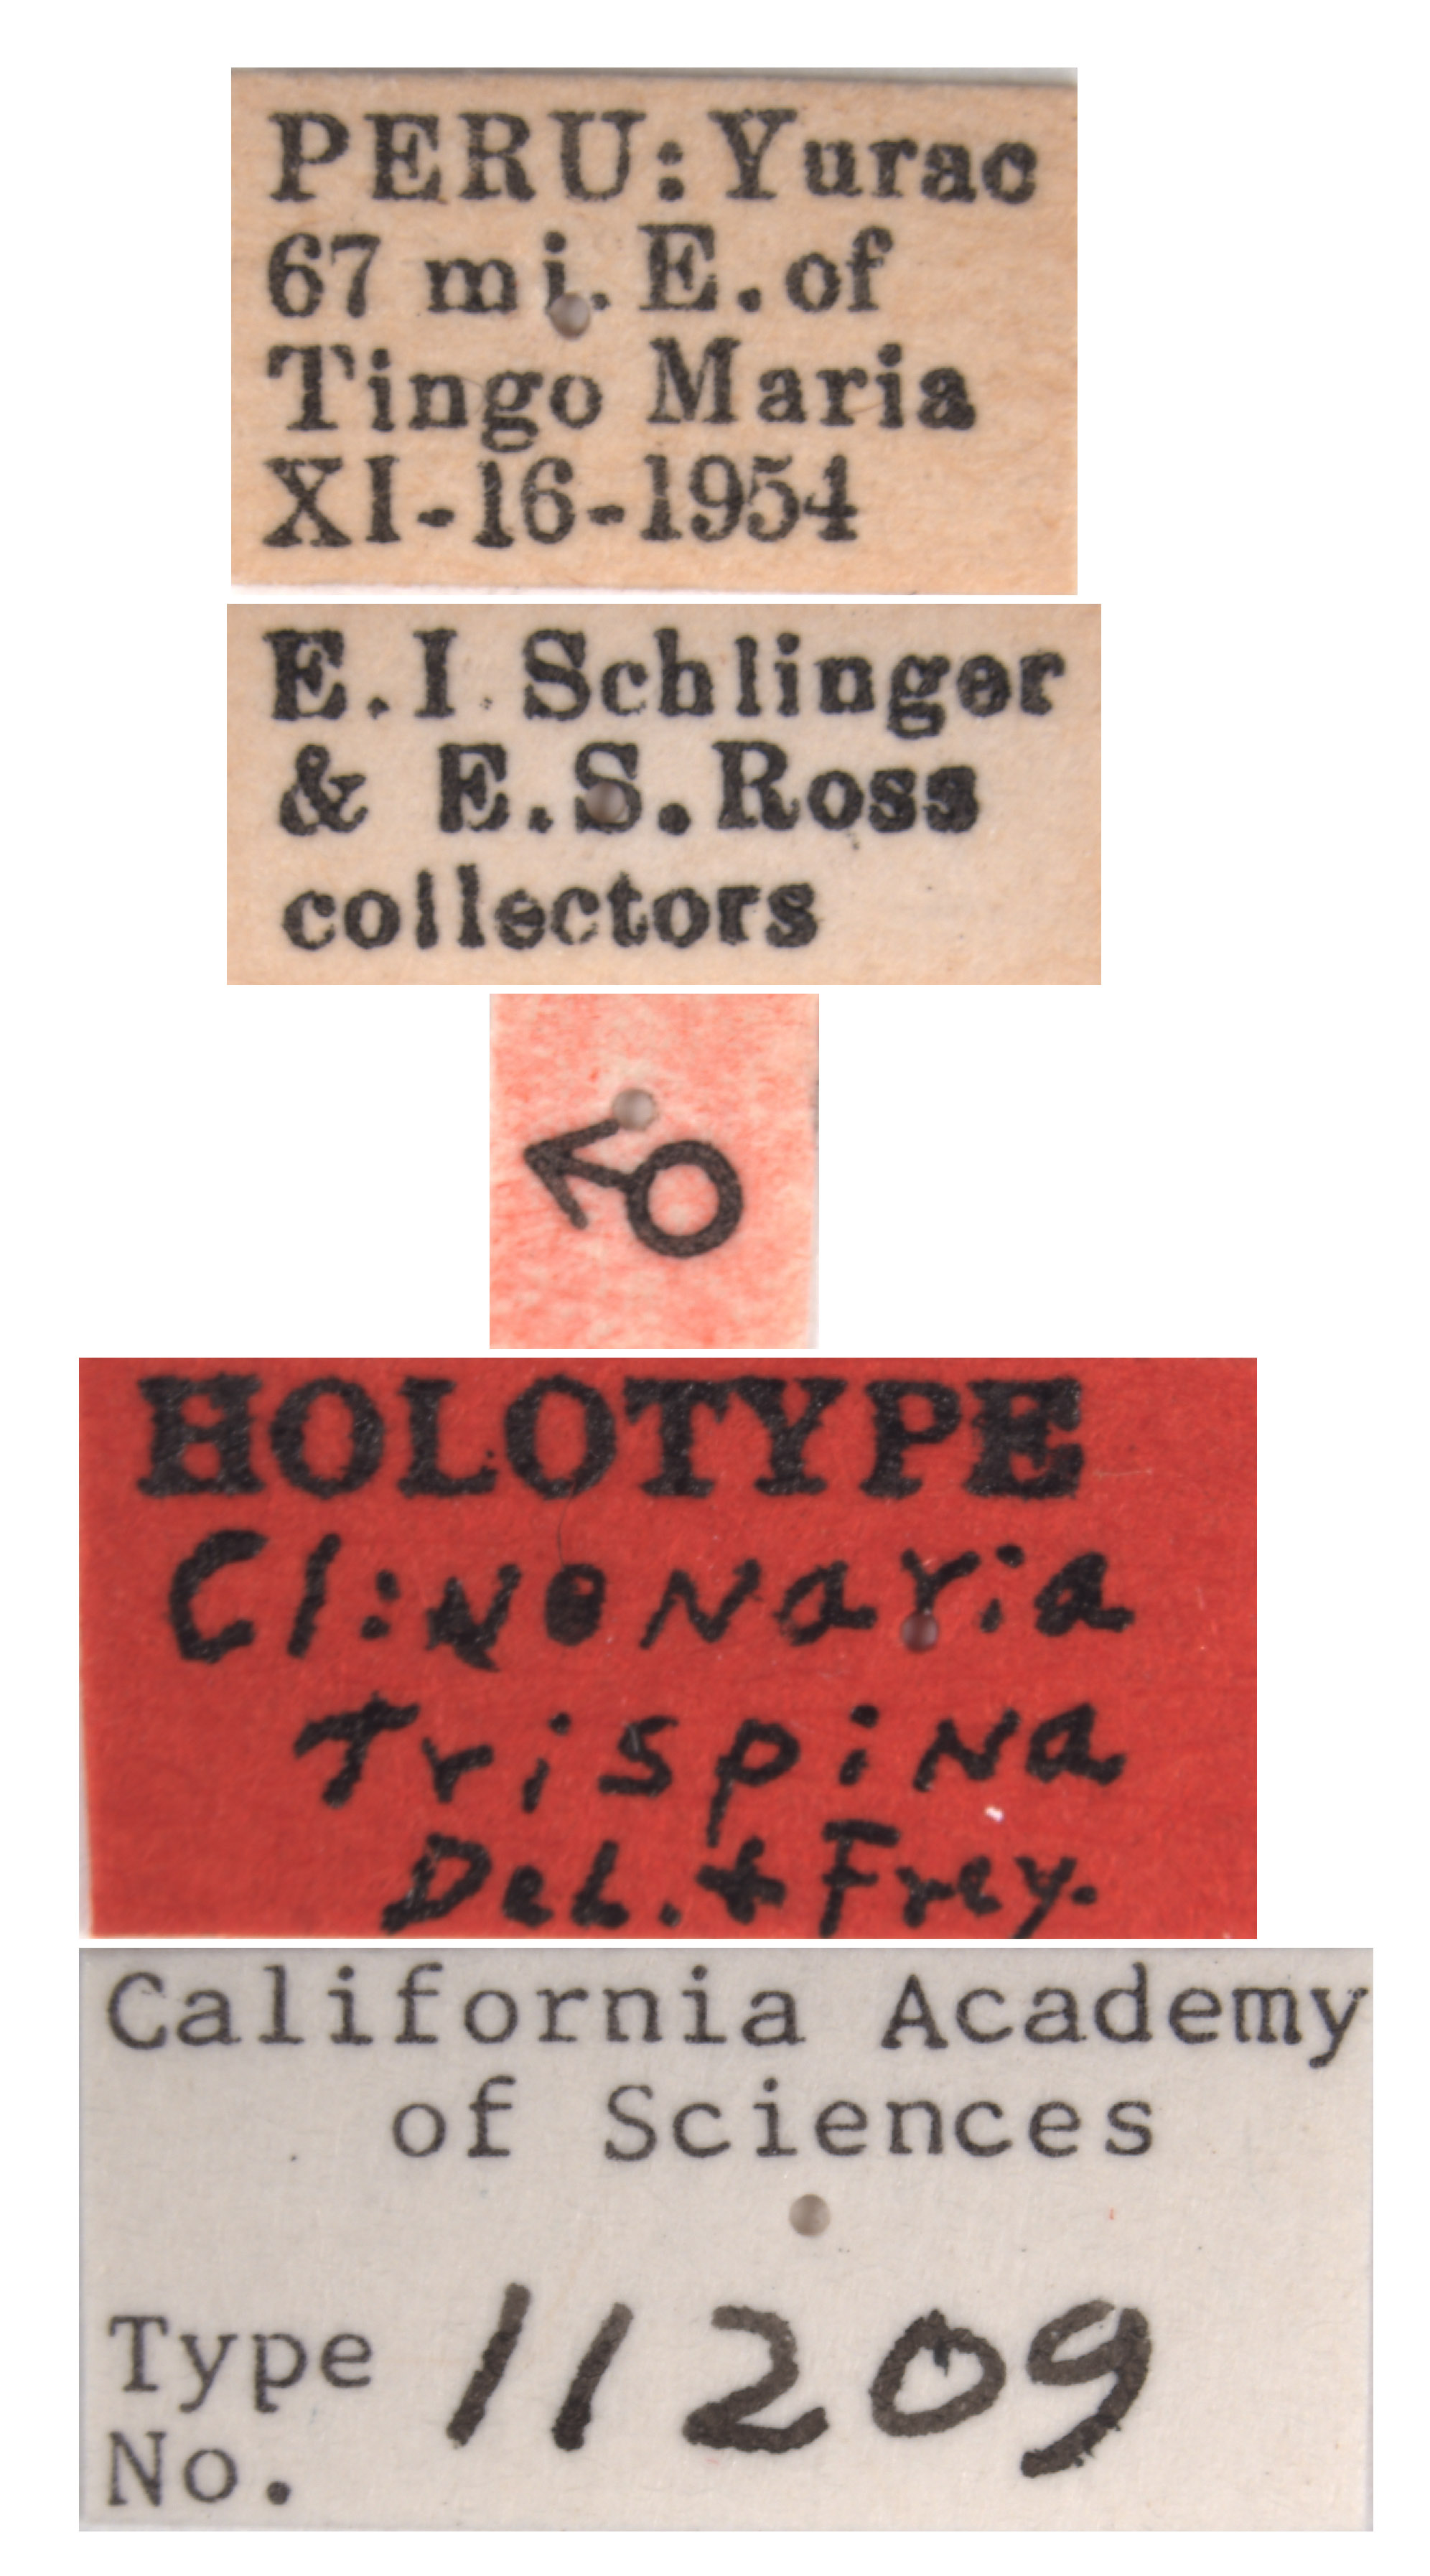 PERU: Yurac
67 mi. E. of
Tingo Maria
XI-16-1954
E. I. Schlinger
& E. S. Ross
collectors
♂
HOLOTYPE
Clinonaria
Trispina
Deh. & Frey.
California Academy
of Sciences
Type
No. 11209